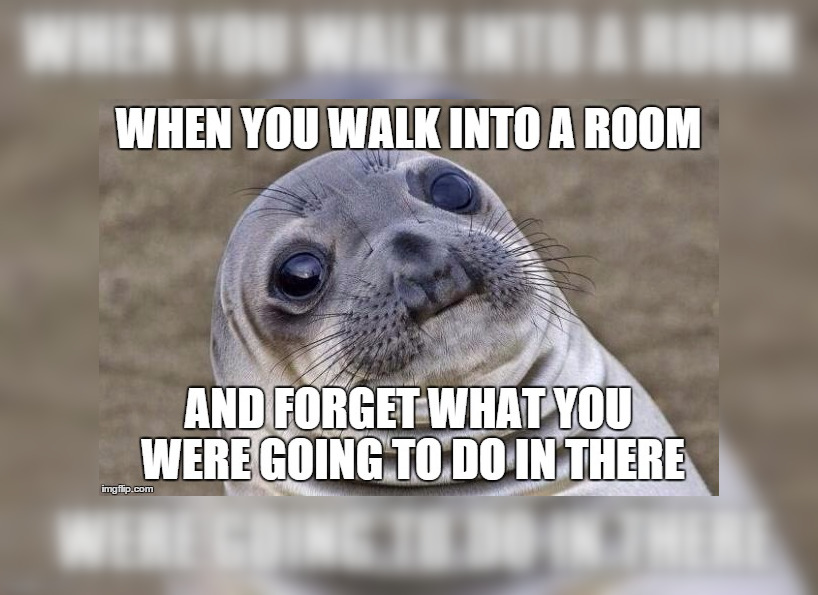 WHEN YOU WALK INTO A ROOM
AND FORGET WHAT YOU
WERE GOING TO DO IN THERE
imgflip.com